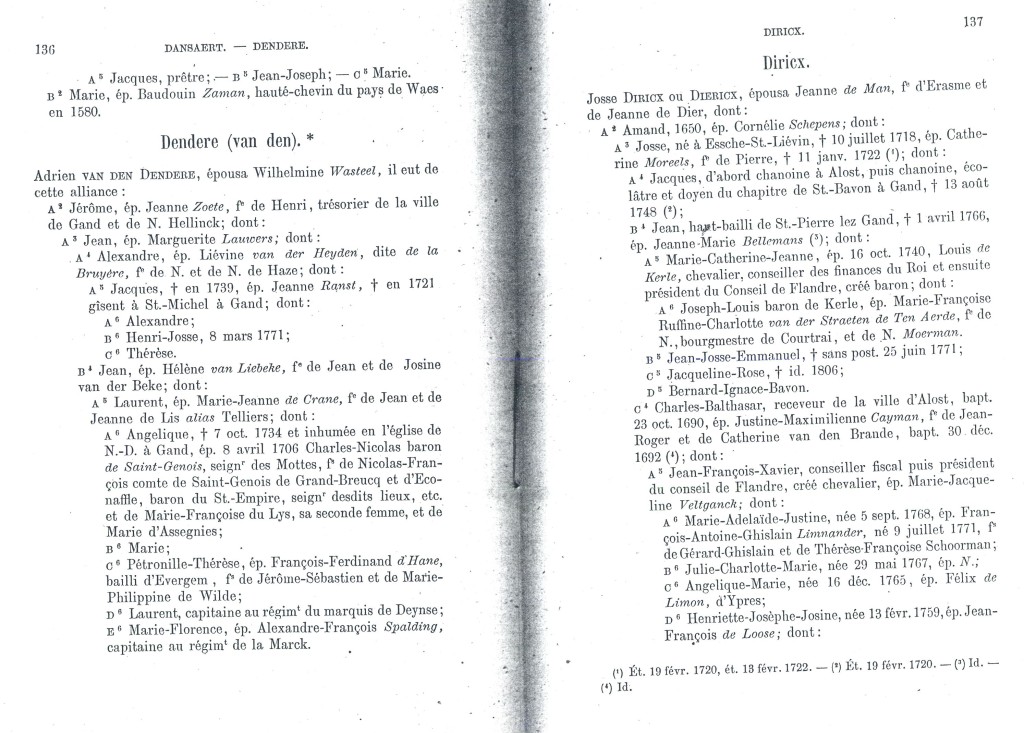 136
DANSAERT. — DENDERE.
A⁵ Jacques, prêtre; — B⁵ Jean-Joseph; — C⁵ Marie.
B² Marie, ép. Baudouin Zaman, hauté-chevin du pays de Waes
en 1580.
Dendere (van den). *
Adrien VAN DEN DENDERE, épousa Wilhelmine Wasteel, il eut de
cette alliance :
A² Jérôme, ép. Jeanne Zoete, fᵉ de Henri, trésorier de la ville
de Gand et de N. Hellinck; dont :
A³ Jean, ép. Marguerite Lauwers; dont :
A⁴ Alexandre, ép. Liévine van der Heyden, dite de la
Bruyère, fᵉ de N. et de N. de Haze; dont :
A⁵ Jacques, † en 1739, ép. Jeanne Ranst, † en 1721
gîsent à St.-Michel à Gand; dont :
A⁶ Alexandre;
B⁶ Henri-Josse, 8 mars 1771;
C⁶ Thérèse.
B⁴ Jean, ép. Hélène van Liebeke, fᵉ de Jean et de Josine
van der Beke; dont :
A⁵ Laurent, ép. Marie-Jeanne de Crane, fᵉ de Jean et de
Jeanne de Lis alias Telliers; dont :
A⁶ Angelique, † 7 oct. 1734 et inhumée en l'église de
N.-D. à Gand, ép. 8 avril 1706 Charles-Nicolas baron
de Saint-Genois, seignʳ des Mottes, fˢ de Nicolas-Fran-
çois comte de Saint-Genois de Grand-Breucq et d'Eco-
naffle, baron du St.-Empire, seignʳ desdits lieux, etc.
et de Marie-Françoise du Lys, sa seconde femme, et de
Marie d'Assegnies;
B⁶ Marie;
C⁶ Pétronille-Thérèse, ép. François-Ferdinand d'Hane,
bailli d'Evergem, fˢ de Jérôme-Sébastien et de Marie-
Philippine de Wilde;
D⁶ Laurent, capitaine au régimᵗ du marquis de Deynse;
E⁶ Marie-Florence, ép. Alexandre-François Spalding,
capitaine au régimᵗ de la Marck.
DIRICX.
137
Diricx.
Josse DIRICX OU DIERICX, épousa Jeanne de Man, fᵉ d'Erasme et
de Jeanne de Dier, dont :
A² Amand, 1650, ép. Cornélie Schepens; dont :
A³ Josse, né à Essche-St.-Liévin, † 10 juillet 1718, ép. Cathe-
rine Moreels, fᵉ de Pierre, † 11 janv. 1722 (¹); dont :
A⁴ Jacques, d'abord chanoine à Alost, puis chanoine, éco-
lâtre et doyen du chapitre de St.-Bavon à Gand, † 13 août
1748 (²);
B⁴ Jean, haut-bailli de St.-Pierre lez Gand, † 1 avril 1766,
ép. Jeanne-Marie Bellemans (³); dont :
A⁵ Marie-Catherine-Jeanne, ép. 16 oct. 1740, Louis de
Kerle, chevalier, conseiller des finances du Roi et ensuite
président du Conseil de Flandre, créé baron; dont :
A⁶ Joseph-Louis baron de Kerle, ép. Marie-Françoise
Ruffine-Charlotte van der Straeten de Ten Aerde, fᵉ de
N., bourgmestre de Courtrai, et de N. Moerman.
B⁵ Jean-Josse-Emmanuel, † sans post. 25 juin 1771;
C⁵ Jacqueline-Rose, † id. 1806;
D⁵ Bernard-Ignace-Bavon.
C⁴ Charles-Balthasar, receveur de la ville d'Alost, bapt.
23 oct. 1690, ép. Justine-Maximilienne Cayman, fᵉ de Jean-
Roger et de Catherine van den Brande, bapt. 30 déc.
1692 (⁴); dont :
A⁵ Jean-François-Xavier, conseiller fiscal puis président
du conseil de Flandre, créé chevalier, ép. Marie-Jacque-
line Veltganck; dont :
A⁶ Marie-Adelaïde-Justine, née 5 sept. 1768, ép. Fran-
çois-Antoine-Ghislain Limnander, né 9 juillet 1771, fˢ
de Gérard-Ghislain et de Thérèse-Françoise Schoorman;
B⁶ Julie-Charlotte-Marie, née 29 mai 1767, ép. N.;
C⁶ Angelique-Marie, née 16 déc. 1765, ép. Félix de
Limon, d'Ypres;
D⁶ Henriette-Josèphe-Josine, née 13 févr. 1759, ép. Jean-
François de Loose; dont :
(¹) Ét. 19 févr. 1720, ét. 13 févr. 1722. — (²) Ét. 19 févr. 1720. — (³) Id. —
(⁴) Id.